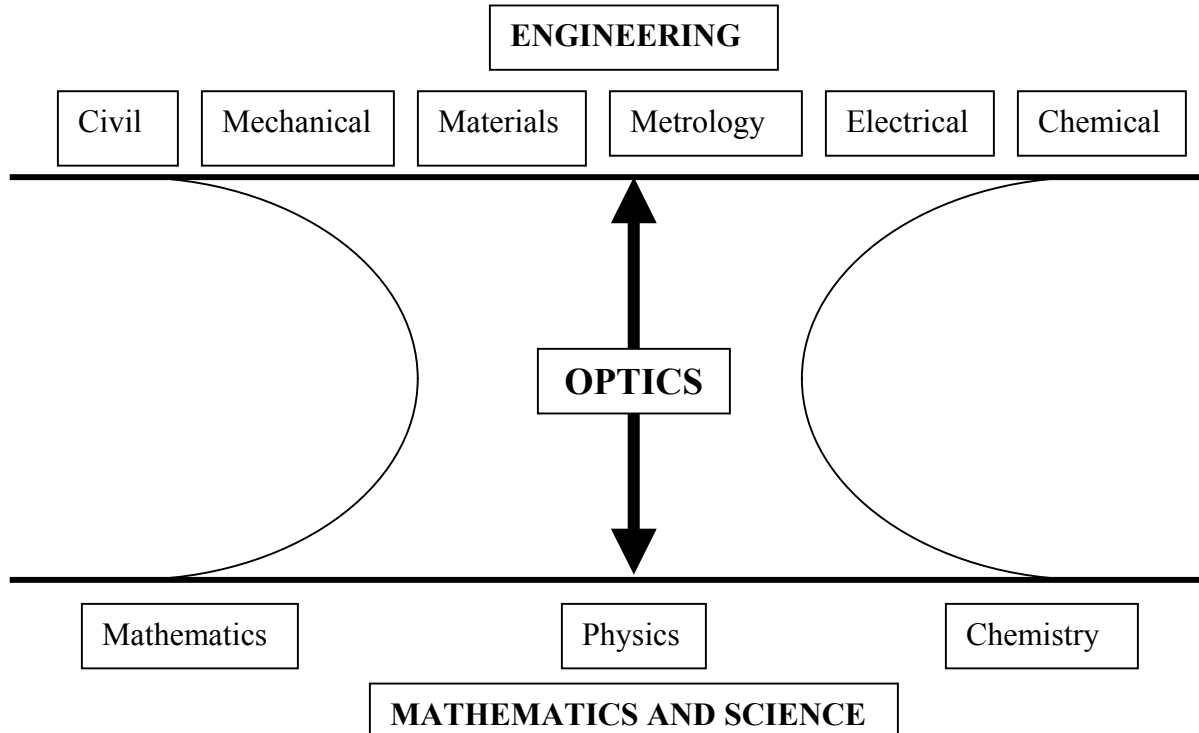 ENGINEERING
Civil
Mechanical
Materials
Metrology
Electrical
Chemical
OPTICS
Mathematics
Physics
Chemistry
MATHEMATICS AND SCIENCE